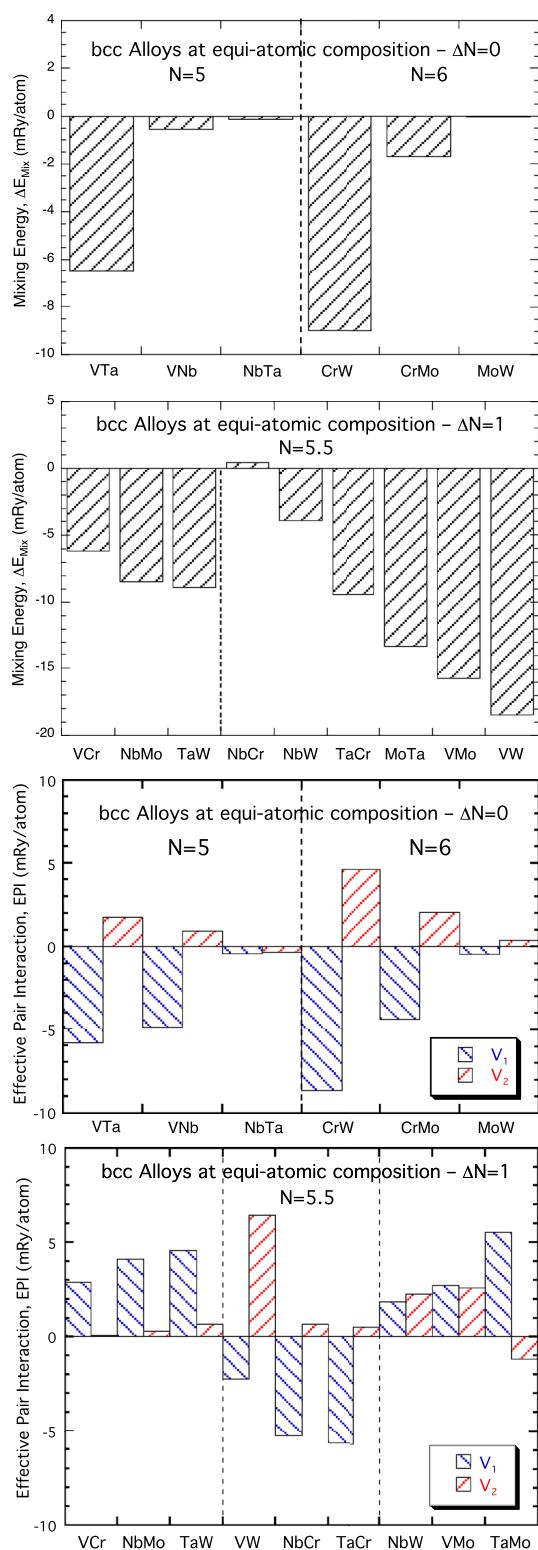 bcc Alloys at equi-atomic composition – ΔN=0
N=5 N=6
Mixing Energy, ΔE_Mix (mRy/atom)
4
2
0
-2
-4
-6
-8
-10
VTa VNb NbTa CrW CrMo MoW
bcc Alloys at equi-atomic composition – ΔN=1
N=5.5
Mixing Energy, ΔE_Mix (mRy/atom)
5
0
-5
-10
-15
-20
VCr NbMo TaW NbCr NbW TaCr MoTa VMo VW
bcc Alloys at equi-atomic composition – ΔN=0
N=5 N=6
Effective Pair Interaction, EPI (mRy/atom)
10
5
0
-5
-10
V₁
V₂
VTa VNb NbTa CrW CrMo MoW
bcc Alloys at equi-atomic composition – ΔN=1
N=5.5
Effective Pair Interaction, EPI (mRy/atom)
10
5
0
-5
-10
V₁
V₂
VCr NbMo TaW VW NbCr TaCr NbW VMo TaMo